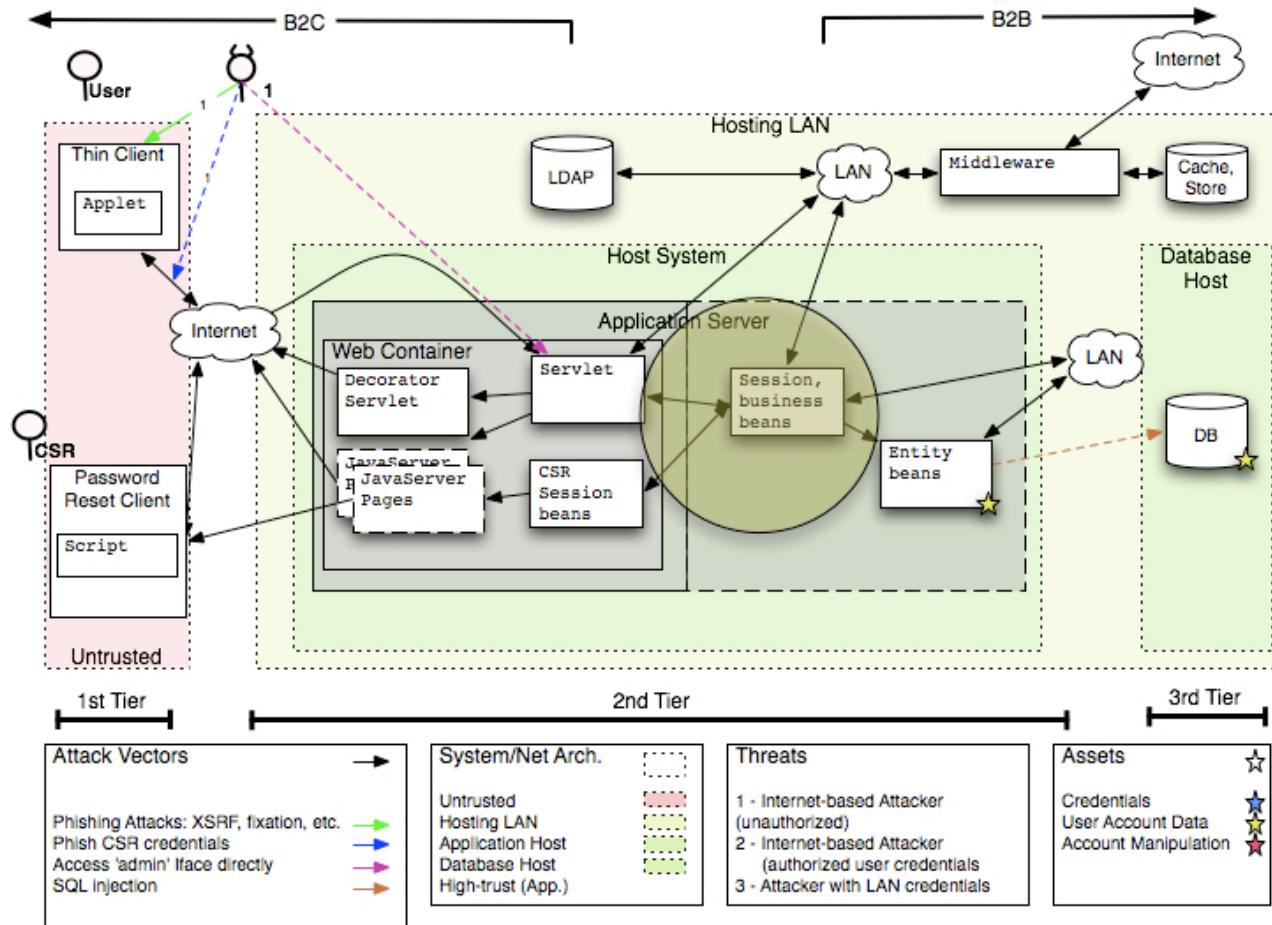 B2C
B2B
User
1
Internet
1
Hosting LAN
Thin Client
Applet
1
LDAP
LAN
Middleware
Cache,
Store
Host System
Database
Host
Internet
Application Server
Web Container
Servlet
LAN
Decorator
Servlet
Session,
business
beans
CSR
DB
Entity
beans
JavaServer
P
JavaServer
Pages
CSR
Session
beans
Password
Reset Client
Script
Untrusted
1st Tier
2nd Tier
3rd Tier
Attack Vectors
Phishing Attacks: XSRF, fixation, etc.
Phish CSR credentials
Access 'admin' Iface directly
SQL injection
System/Net Arch.
Untrusted
Hosting LAN
Application Host
Database Host
High-trust (App.)
Threats
1 - Internet-based Attacker
(unauthorized)
2 - Internet-based Attacker
(authorized user credentials
3 - Attacker with LAN credentials
Assets
Credentials
User Account Data
Account Manipulation